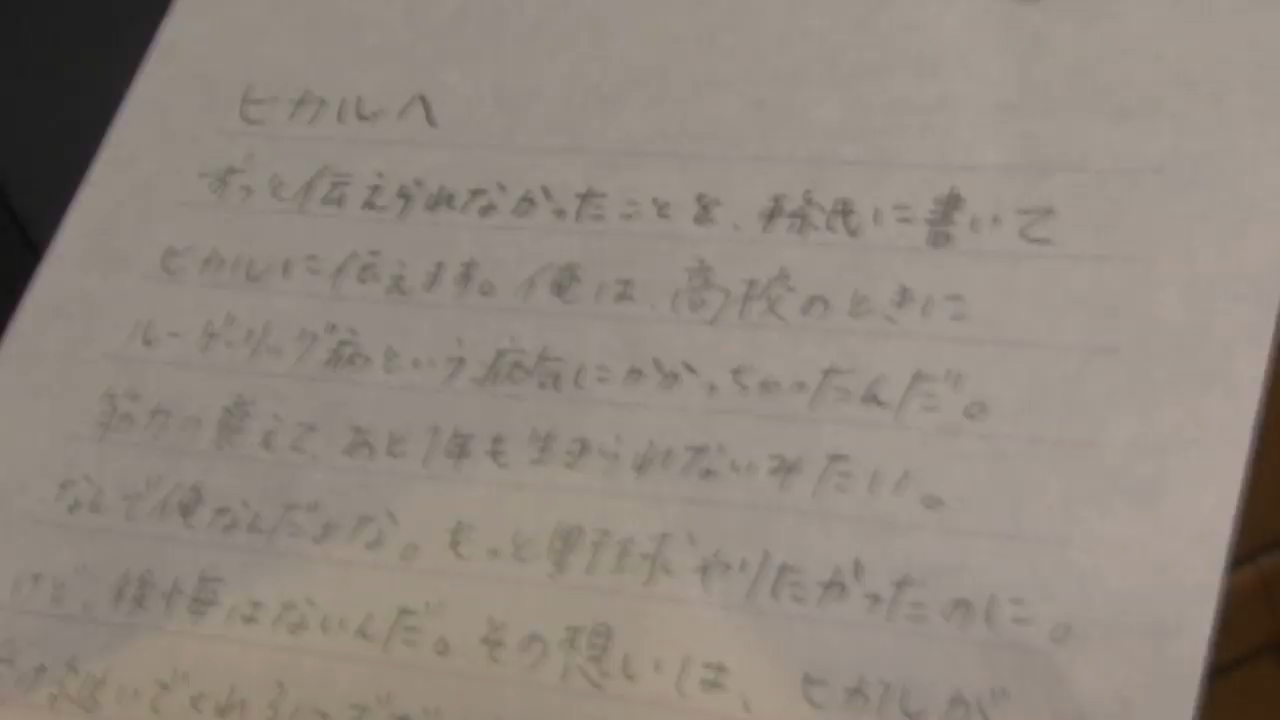 ヒカルへ
ずっと伝えられなかったことを、手紙に書いて
ヒカルに伝えます。俺は、高校のときに
ルーゲーリッグ病という病気にかかっちゃったんだ。
筋力の衰えで、あと1年も生きられないみたい。
なんで俺なんだよな。もっと野球やりたかったのに。
けど、後悔はないんだ。その想いは、ヒカルが